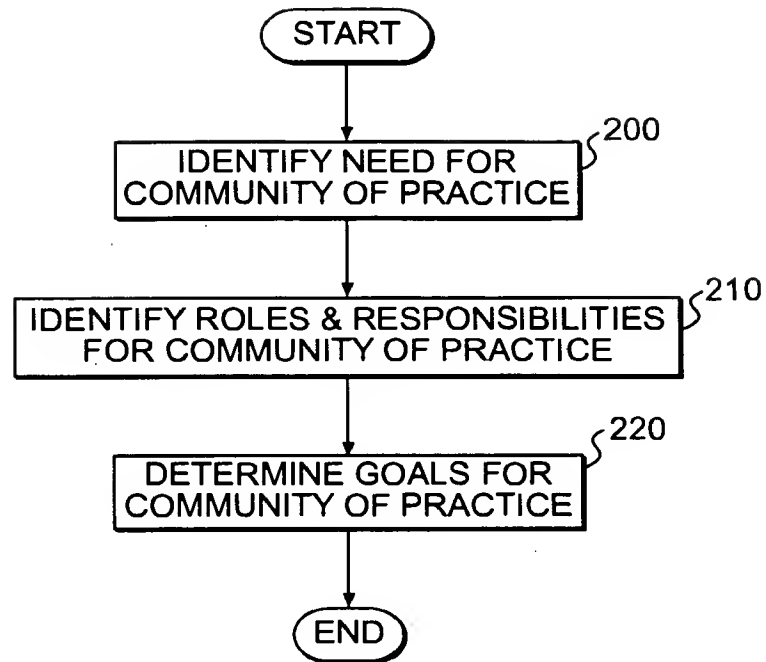 START
200
IDENTIFY NEED FOR
COMMUNITY OF PRACTICE
210
IDENTIFY ROLES & RESPONSIBILITIES
FOR COMMUNITY OF PRACTICE
220
DETERMINE GOALS FOR
COMMUNITY OF PRACTICE
END